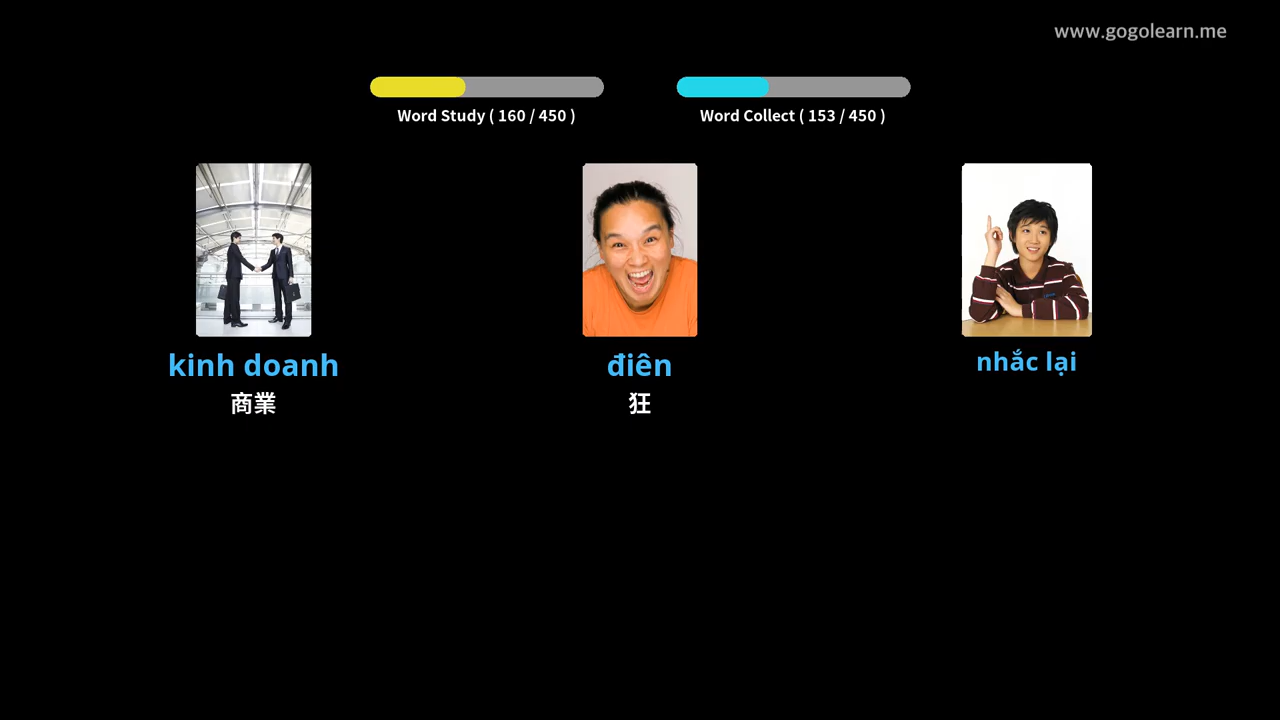 www.gogolearn.me
Word Study ( 160 / 450 )
Word Collect ( 153 / 450 )
kinh doanh
商業
điên
狂
nhắc lại